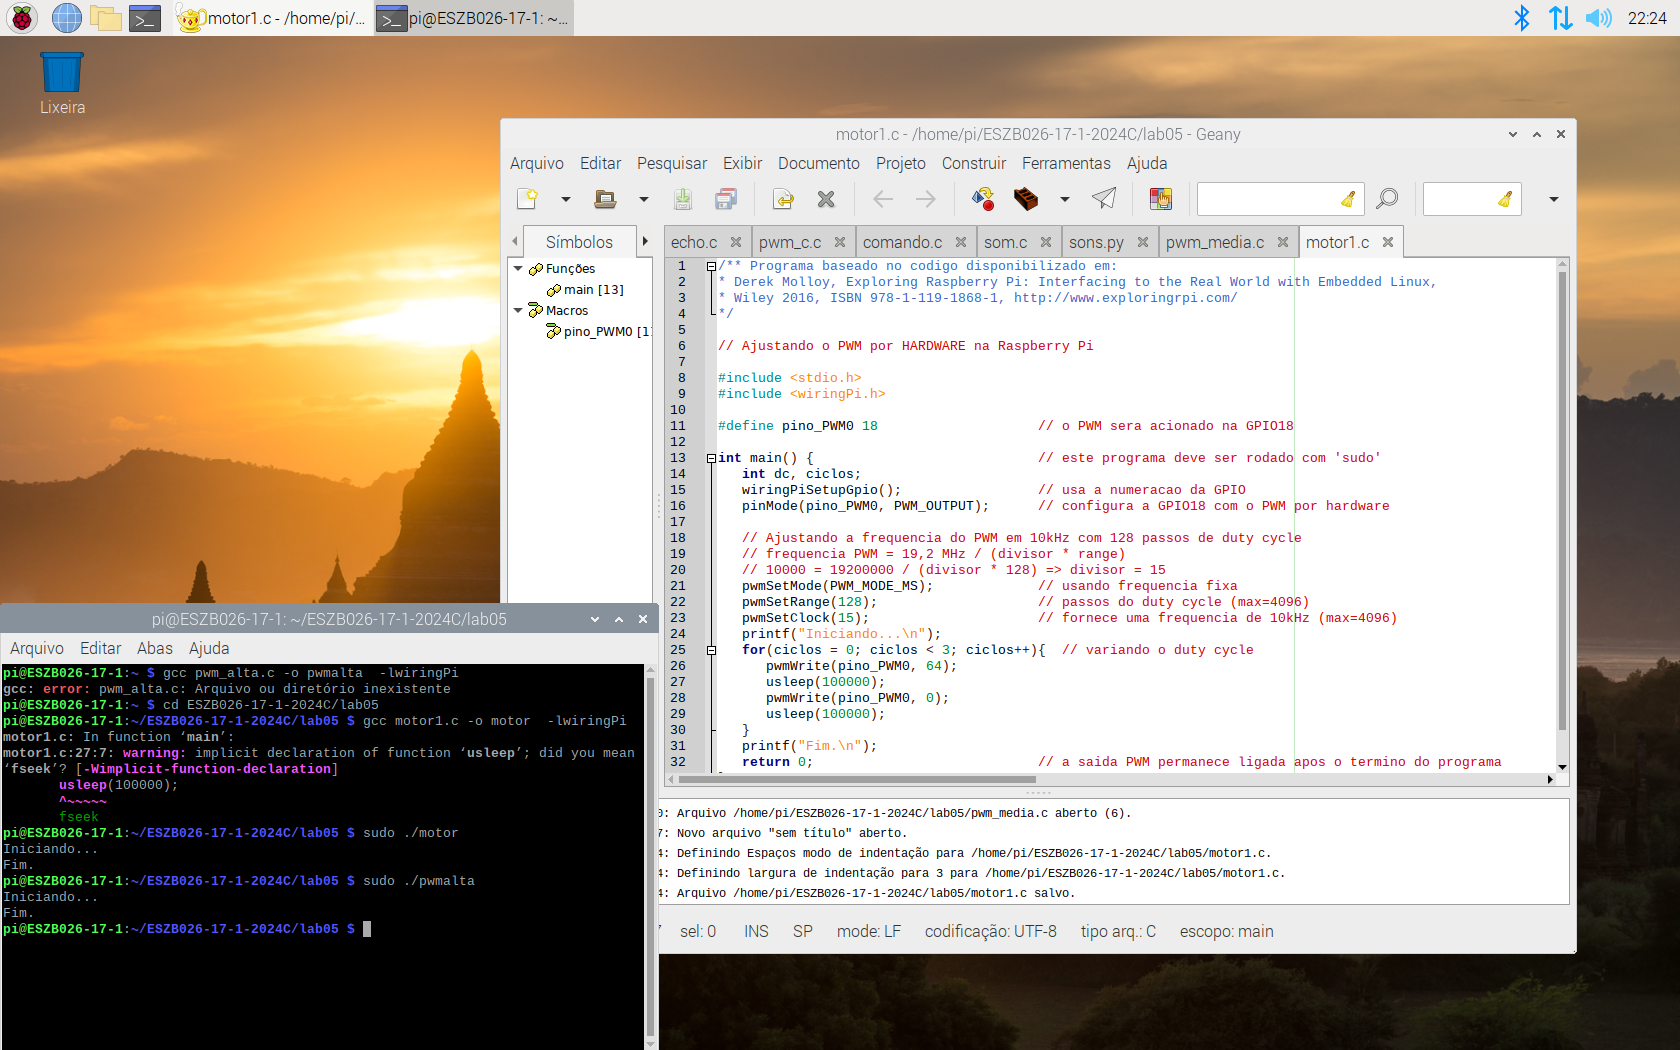 motor1.c - /home/pi/...
pi@ESZB026-17-1: ~...
22:24
Lixeira
motor1.c - /home/pi/ESZB026-17-1-2024C/lab05 - Geany
Arquivo Editar Pesquisar Exibir Documento Projeto Construir Ferramentas Ajuda
Símbolos
echo.c pwm_c.c comando.c som.c sons.py pwm_media.c motor1.c
Funções
main [13]
Macros
pino_PWM0 [1
1 /** Programa baseado no codigo disponibilizado em:
2 * Derek Molloy, Exploring Raspberry Pi: Interfacing to the Real World with Embedded Linux,
3 * Wiley 2016, ISBN 978-1-119-1868-1, http://www.exploringrpi.com/
4 */
5
6 // Ajustando o PWM por HARDWARE na Raspberry Pi
7
8 #include <stdio.h>
9 #include <wiringPi.h>
10
11 #define pino_PWM0 18 // o PWM sera acionado na GPIO18
12
13 int main() { // este programa deve ser rodado com 'sudo'
14 int dc, ciclos;
15 wiringPiSetupGpio(); // usa a numeracao da GPIO
16 pinMode(pino_PWM0, PWM_OUTPUT); // configura a GPIO18 com o PWM por hardware
17
18 // Ajustando a frequencia do PWM em 10kHz com 128 passos de duty cycle
19 // frequencia PWM = 19,2 MHz / (divisor * range)
20 // 10000 = 19200000 / (divisor * 128) => divisor = 15
21 pwmSetMode(PWM_MODE_MS); // usando frequencia fixa
22 pwmSetRange(128); // passos do duty cycle (max=4096)
23 pwmSetClock(15); // fornece uma frequencia de 10kHz (max=4096)
24 printf("Iniciando...\n");
25 for(ciclos = 0; ciclos < 3; ciclos++){ // variando o duty cycle
26 pwmWrite(pino_PWM0, 64);
27 usleep(100000);
28 pwmWrite(pino_PWM0, 0);
29 usleep(100000);
30 }
31 printf("Fim.\n");
32 return 0; // a saida PWM permanece ligada apos o termino do programa
0: Arquivo /home/pi/ESZB026-17-1-2024C/lab05/pwm_media.c aberto (6).
7: Novo arquivo "sem título" aberto.
4: Definindo Espaços modo de indentação para /home/pi/ESZB026-17-1-2024C/lab05/motor1.c.
4: Definindo largura de indentação para 3 para /home/pi/ESZB026-17-1-2024C/lab05/motor1.c.
4: Arquivo /home/pi/ESZB026-17-1-2024C/lab05/motor1.c salvo.
7 sel: 0 INS SP mode: LF codificação: UTF-8 tipo arq.: C escopo: main
pi@ESZB026-17-1: ~/ESZB026-17-1-2024C/lab05
Arquivo Editar Abas Ajuda
pi@ESZB026-17-1:~ $ gcc pwm_alta.c -o pwmalta  -lwiringPi
gcc: error: pwm_alta.c: Arquivo ou diretório inexistente
pi@ESZB026-17-1:~ $ cd ESZB026-17-1-2024C/lab05
pi@ESZB026-17-1:~/ESZB026-17-1-2024C/lab05 $ gcc motor1.c -o motor  -lwiringPi
motor1.c: In function ‘main’:
motor1.c:27:7: warning: implicit declaration of function ‘usleep’; did you mean
‘fseek’? [-Wimplicit-function-declaration]
usleep(100000);
^~~~~~
fseek
pi@ESZB026-17-1:~/ESZB026-17-1-2024C/lab05 $ sudo ./motor
Iniciando...
Fim.
pi@ESZB026-17-1:~/ESZB026-17-1-2024C/lab05 $ sudo ./pwmalta
Iniciando...
Fim.
pi@ESZB026-17-1:~/ESZB026-17-1-2024C/lab05 $